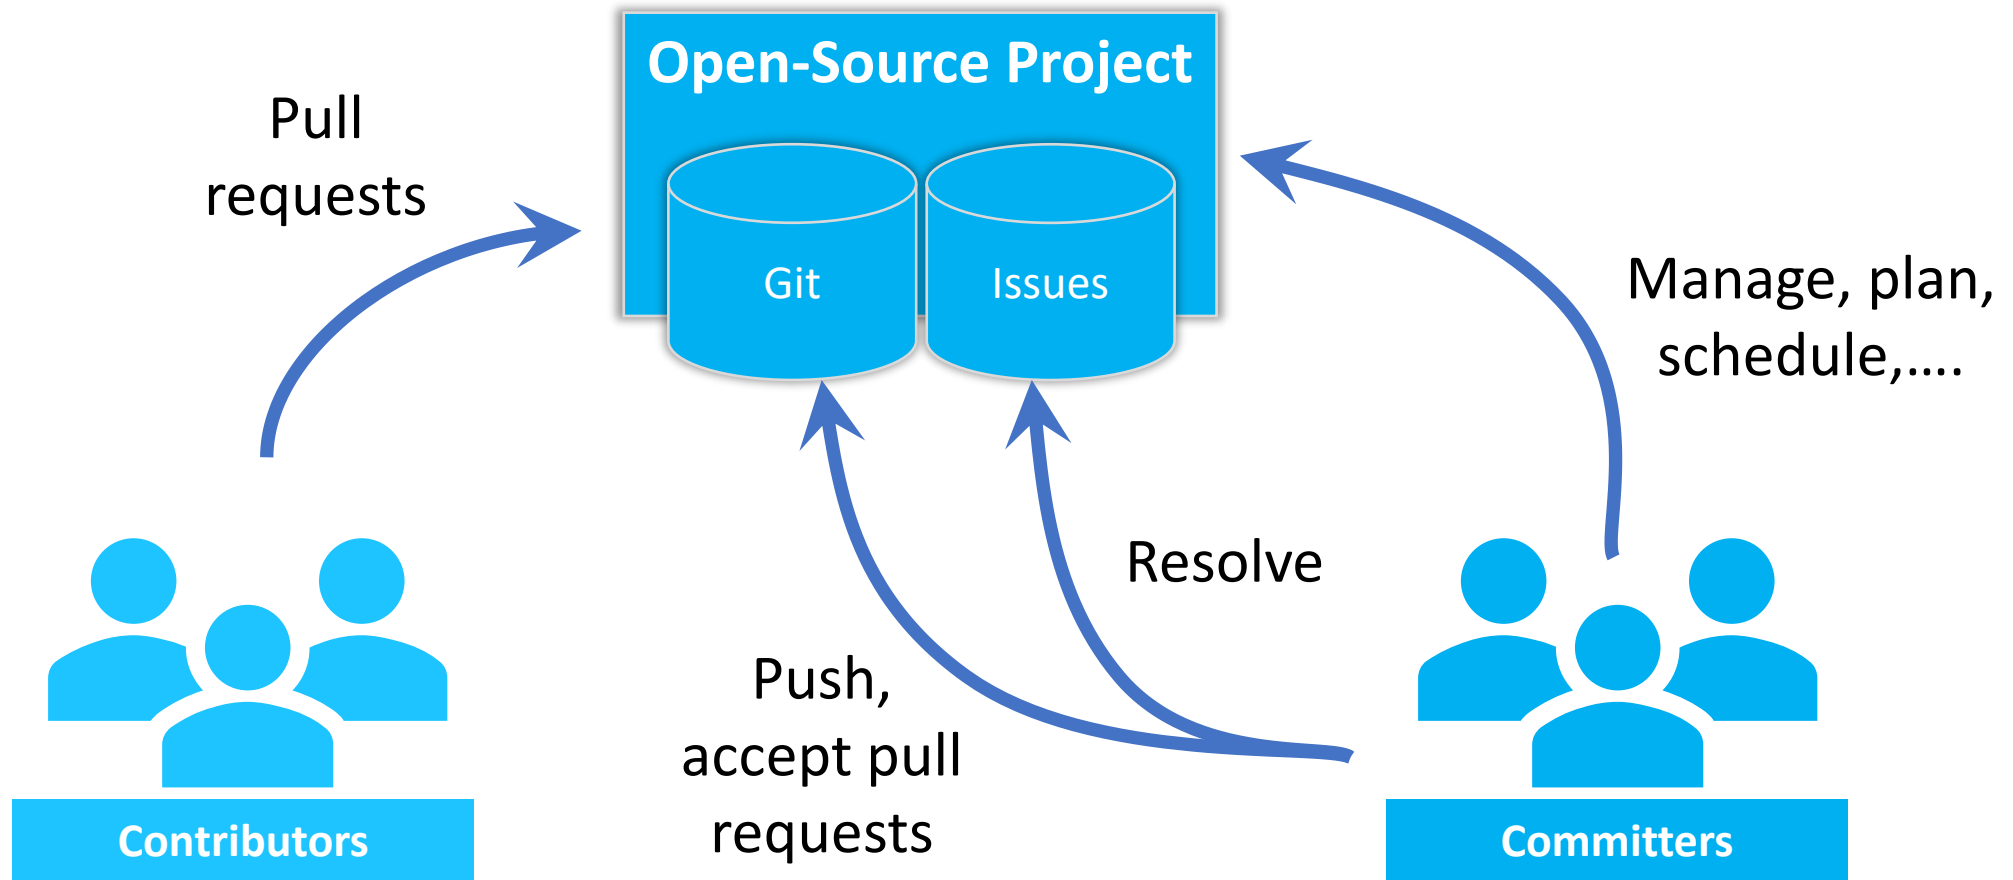 Open-Source Project
Pull
requests
Git
Issues
Manage, plan,
schedule,....
Resolve
Push,
accept pull
requests
Contributors
Committers